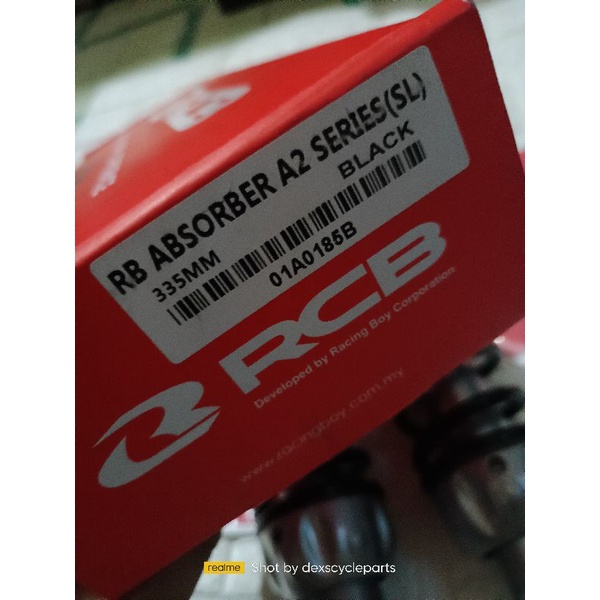 RB ABSORBER A2 SERIES(SL)
335MM
BLACK
01A0185B
RCB
Developed by Racing Boy Corporation
www.racingboy.com.my
realme
Shot by dexscycleparts